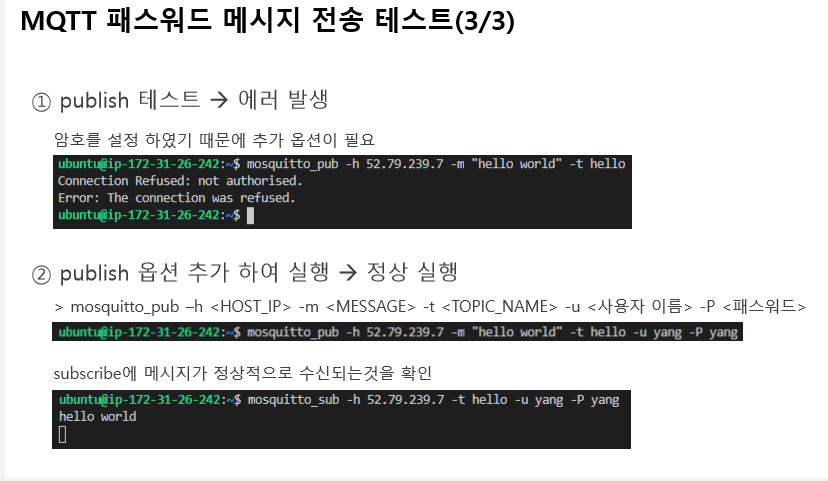 MQTT 패스워드 메시지 전송 테스트(3/3)
① publish 테스트 → 에러 발생
암호를 설정 하였기 때문에 추가 옵션이 필요
ubuntu@ip-172-31-26-242:~$ mosquitto_pub -h 52.79.239.7 -m "hello world" -t hello
Connection Refused: not authorised.
Error: The connection was refused.
ubuntu@ip-172-31-26-242:~$
② publish 옵션 추가 하여 실행 → 정상 실행
> mosquitto_pub –h <HOST_IP> -m <MESSAGE> -t <TOPIC_NAME> -u <사용자 이름> -P <패스워드>
ubuntu@ip-172-31-26-242:~$ mosquitto_pub -h 52.79.239.7 -m "hello world" -t hello -u yang -P yang
subscribe에 메시지가 정상적으로 수신되는것을 확인
ubuntu@ip-172-31-26-242:~$ mosquitto_sub -h 52.79.239.7 -t hello -u yang -P yang
hello world